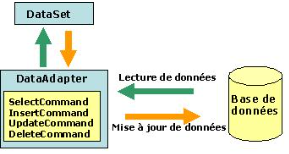 DataSet
DataAdapter
SelectCommand
InsertCommand
UpdateCommand
DeleteCommand
Lecture de données
Mise à jour de données
Base de
données